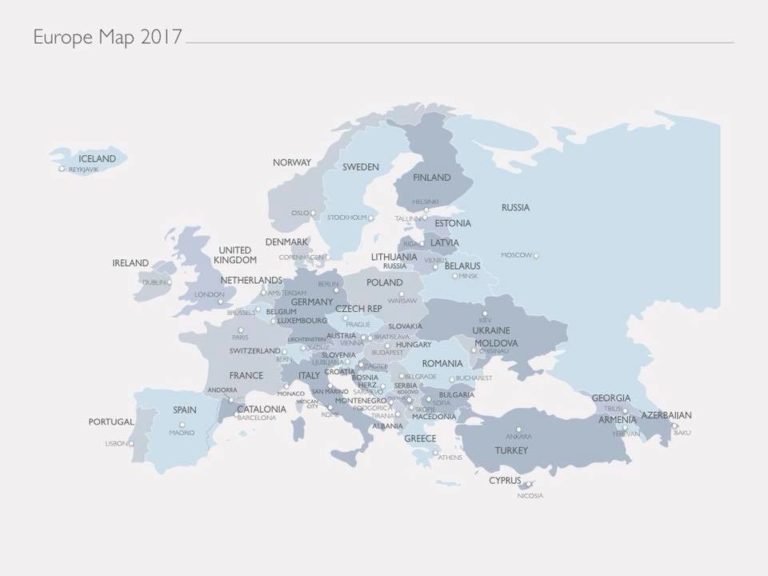 Europe Map 2017
ICELAND
REYKJAVIK
NORWAY
SWEDEN
FINLAND
HELSINKI
OSLO
STOCKHOLM
TALLINN
ESTONIA
RUSSIA
MOSCOW
DENMARK
COPENHAGEN
RIGA
LATVIA
LITHUANIA
VILNIUS
RUSSIA
BELARUS
MINSK
UNITED
KINGDOM
IRELAND
DUBLIN
LONDON
NETHERLANDS
AMSTERDAM
BERLIN
POLAND
WARSAW
GERMANY
BRUSSELS
BELGIUM
LUXEMBOURG
CZECH REP
PRAGUE
KIEV
UKRAINE
SLOVAKIA
PARIS
LIECHTENSTEIN
VADUZ
AUSTRIA
VIENNA
BRATISLAVA
HUNGARY
BUDAPEST
MOLDOVA
CHISINAU
SWITZERLAND
BERN
SLOVENIA
LJUBLJANA
ZAGREB
CROATIA
ROMANIA
BUCHAREST
FRANCE
ITALY
BOSNIA
HERZ.
SARAJEVO
BELGRADE
SERBIA
KOSOVO
ANDORRA
MONACO
SAN MARINO
VATICAN
CITY
ROME
MONTENEGRO
PODGORICA
BULGARIA
SOFIA
SKOPJE
MACEDONIA
TIRANA
ALBANIA
SPAIN
MADRID
CATALONIA
BARCELONA
PORTUGAL
LISBON
GREECE
ATHENS
ANKARA
TURKEY
CYPRUS
NICOSIA
GEORGIA
TBILISI
ARMENIA
YEREVAN
AZERBAIJAN
BAKU